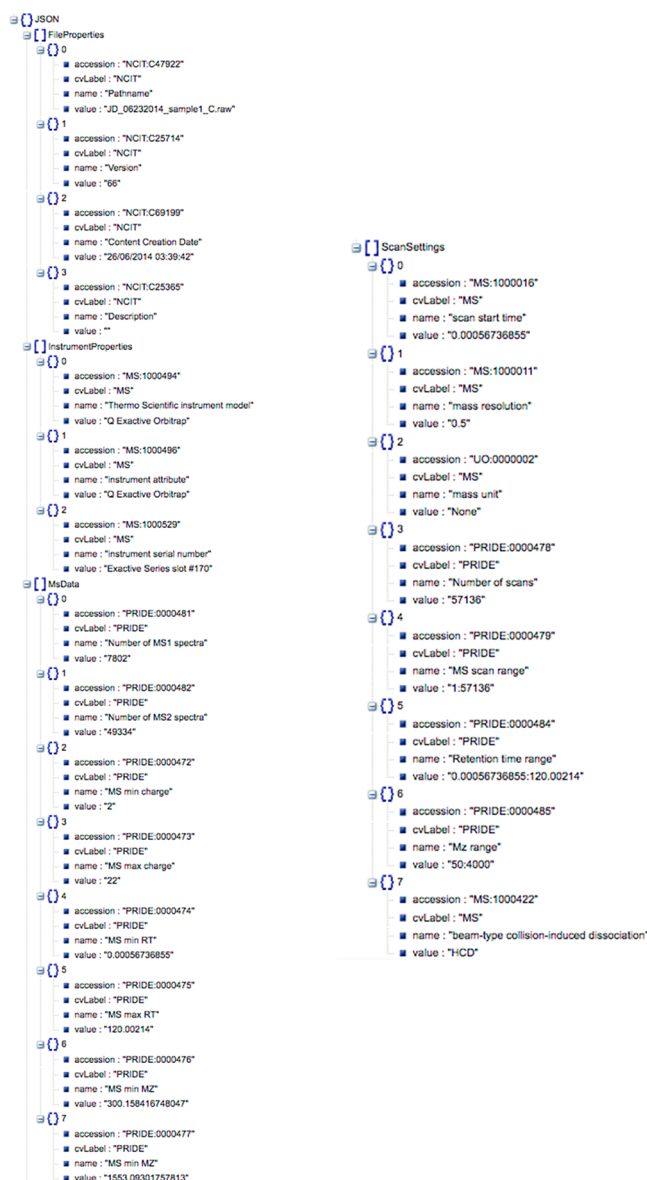 JSON
FileProperties
0
accession : "NCIT:C47922"
cvLabel : "NCIT"
name : "Pathname"
value : "JD_06232014_sample1_C.raw"
1
accession : "NCIT:C25714"
cvLabel : "NCIT"
name : "Version"
value : "66"
2
accession : "NCIT:C69199"
cvLabel : "NCIT"
name : "Content Creation Date"
value : "26/06/2014 03:39:42"
3
accession : "NCIT:C25365"
cvLabel : "NCIT"
name : "Description"
value : ""
InstrumentProperties
0
accession : "MS:1000494"
cvLabel : "MS"
name : "Thermo Scientific instrument model"
value : "Q Exactive Orbitrap"
1
accession : "MS:1000496"
cvLabel : "MS"
name : "instrument attribute"
value : "Q Exactive Orbitrap"
2
accession : "MS:1000529"
cvLabel : "MS"
name : "instrument serial number"
value : "Exactive Series slot #170"
MsData
0
accession : "PRIDE:0000481"
cvLabel : "PRIDE"
name : "Number of MS1 spectra"
value : "7802"
1
accession : "PRIDE:0000482"
cvLabel : "PRIDE"
name : "Number of MS2 spectra"
value : "49334"
2
accession : "PRIDE:0000472"
cvLabel : "PRIDE"
name : "MS min charge"
value : "2"
3
accession : "PRIDE:0000473"
cvLabel : "PRIDE"
name : "MS max charge"
value : "22"
4
accession : "PRIDE:0000474"
cvLabel : "PRIDE"
name : "MS min RT"
value : "0.00056736855"
5
accession : "PRIDE:0000475"
cvLabel : "PRIDE"
name : "MS max RT"
value : "120.00214"
6
accession : "PRIDE:0000476"
cvLabel : "PRIDE"
name : "MS min MZ"
value : "300.158416748047"
7
accession : "PRIDE:0000477"
cvLabel : "PRIDE"
name : "MS min MZ"
value : "1553.09301757813"
ScanSettings
0
accession : "MS:1000016"
cvLabel : "MS"
name : "scan start time"
value : "0.00056736855"
1
accession : "MS:1000011"
cvLabel : "MS"
name : "mass resolution"
value : "0.5"
2
accession : "UO:0000002"
cvLabel : "MS"
name : "mass unit"
value : "None"
3
accession : "PRIDE:0000478"
cvLabel : "PRIDE"
name : "Number of scans"
value : "57136"
4
accession : "PRIDE:0000479"
cvLabel : "PRIDE"
name : "MS scan range"
value : "1:57136"
5
accession : "PRIDE:0000484"
cvLabel : "PRIDE"
name : "Retention time range"
value : "0.00056736855:120.00214"
6
accession : "PRIDE:0000485"
cvLabel : "PRIDE"
name : "Mz range"
value : "50:4000"
7
accession : "MS:1000422"
cvLabel : "MS"
name : "beam-type collision-induced dissociation"
value : "HCD"